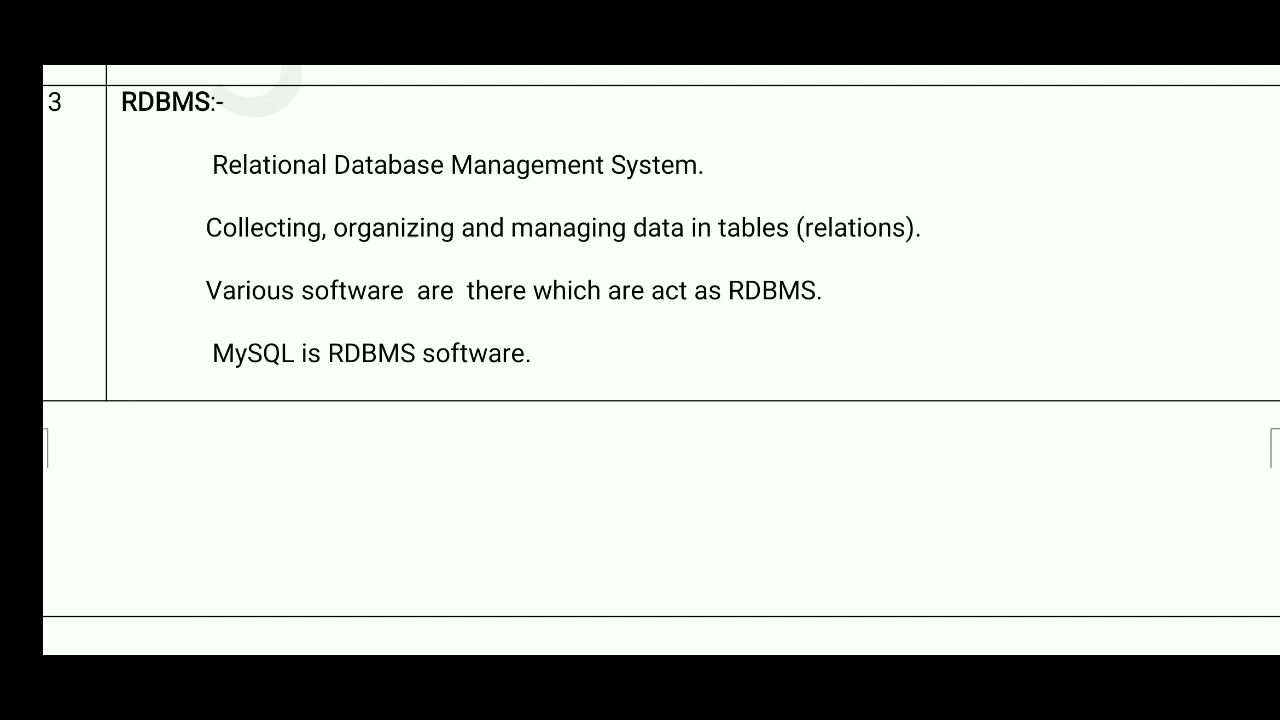 3 RDBMS:-
Relational Database Management System.
Collecting, organizing and managing data in tables (relations).
Various software  are  there which are act as RDBMS.
MySQL is RDBMS software.